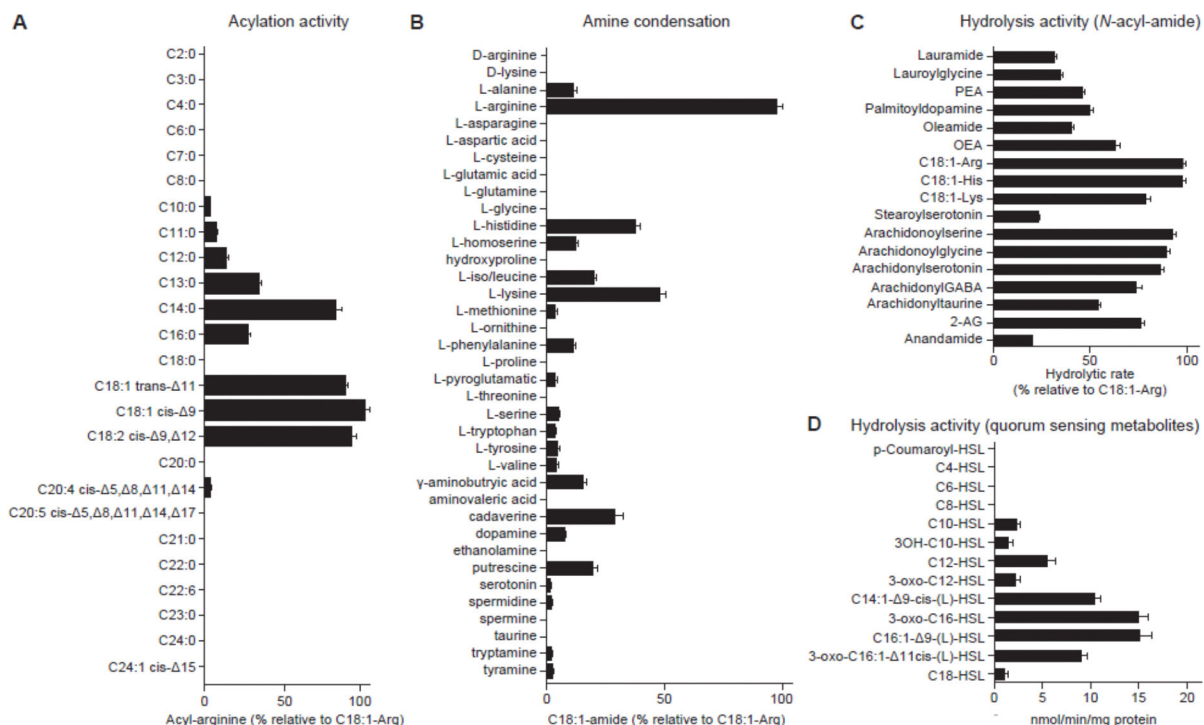 A
Acylation activity
C2:0
C3:0
C4:0
C6:0
C7:0
C8:0
C10:0
C11:0
C12:0
C13:0
C14:0
C16:0
C18:0
C18:1 trans-Δ11
C18:1 cis-Δ9
C18:2 cis-Δ9,Δ12
C20:0
C20:4 cis-Δ5,Δ8,Δ11,Δ14
C20:5 cis-Δ5,Δ8,Δ11,Δ14,Δ17
C21:0
C22:0
C22:6
C23:0
C24:0
C24:1 cis-Δ15
0 50 100
Acyl-arginine (% relative to C18:1-Arg)
B
Amine condensation
D-arginine
D-lysine
L-alanine
L-arginine
L-asparagine
L-aspartic acid
L-cysteine
L-glutamic acid
L-glutamine
L-glycine
L-histidine
L-homoserine
hydroxyproline
L-iso/leucine
L-lysine
L-methionine
L-ornithine
L-phenylalanine
L-proline
L-pyroglutamatic
L-threonine
L-serine
L-tryptophan
L-tyrosine
L-valine
γ-aminobutryic acid
aminovaleric acid
cadaverine
dopamine
ethanolamine
putrescine
serotonin
spermidine
spermine
taurine
tryptamine
tyramine
0 50 100
C18:1-amide (% relative to C18:1-Arg)
C
Hydrolysis activity (N-acyl-amide)
Lauramide
Lauroylglycine
PEA
Palmitoyldopamine
Oleamide
OEA
C18:1-Arg
C18:1-His
C18:1-Lys
Stearoylserotonin
Arachidonoylserine
Arachidonoylglycine
Arachidonylserotonin
ArachidonylGABA
Arachidonyltaurine
2-AG
Anandamide
0 50 100
Hydrolytic rate
(% relative to C18:1-Arg)
D
Hydrolysis activity (quorum sensing metabolites)
p-Coumaroyl-HSL
C4-HSL
C6-HSL
C8-HSL
C10-HSL
3OH-C10-HSL
C12-HSL
3-oxo-C12-HSL
C14:1-Δ9-cis-(L)-HSL
3-oxo-C16-HSL
C16:1-Δ9-(L)-HSL
3-oxo-C16:1-Δ11cis-(L)-HSL
C18-HSL
0 5 10 15 20
nmol/min/mg protein